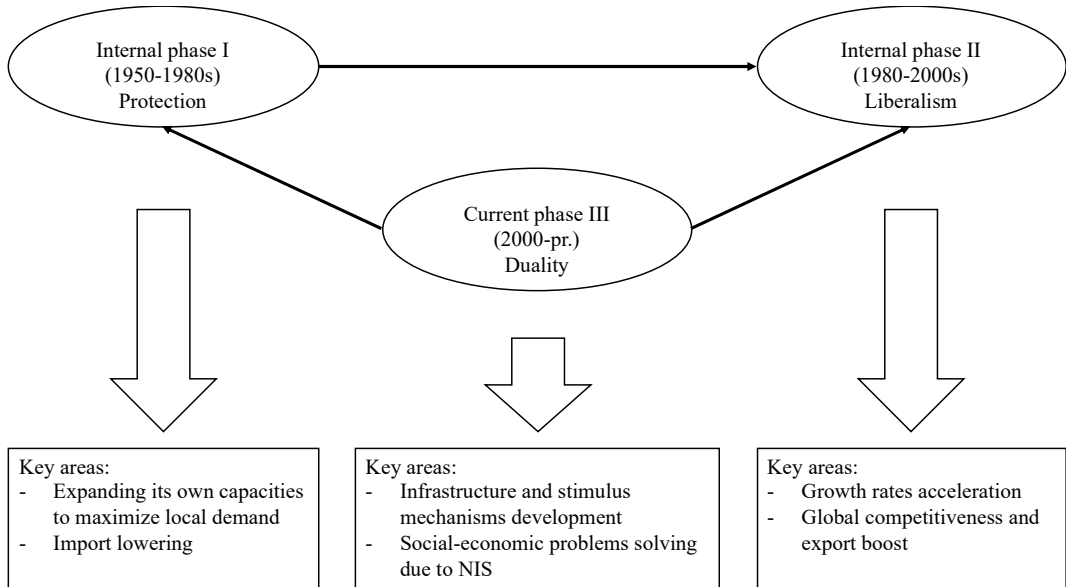 Internal phase I
(1950-1980s)
Protection
Internal phase II
(1980-2000s)
Liberalism
Current phase III
(2000-pr.)
Duality
Key areas:
- Expanding its own capacities
to maximize local demand
- Import lowering
Key areas:
- Infrastructure and stimulus
mechanisms development
- Social-economic problems solving
due to NIS
Key areas:
- Growth rates acceleration
- Global competitiveness and
export boost